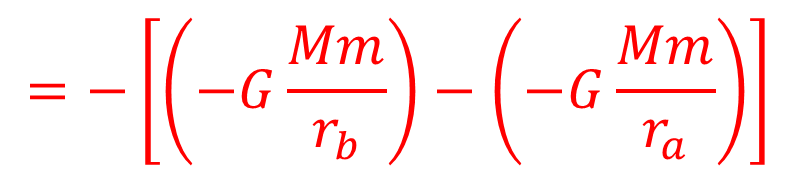 = −[(−G Mm/r_b) − (−G Mm/r_a)]